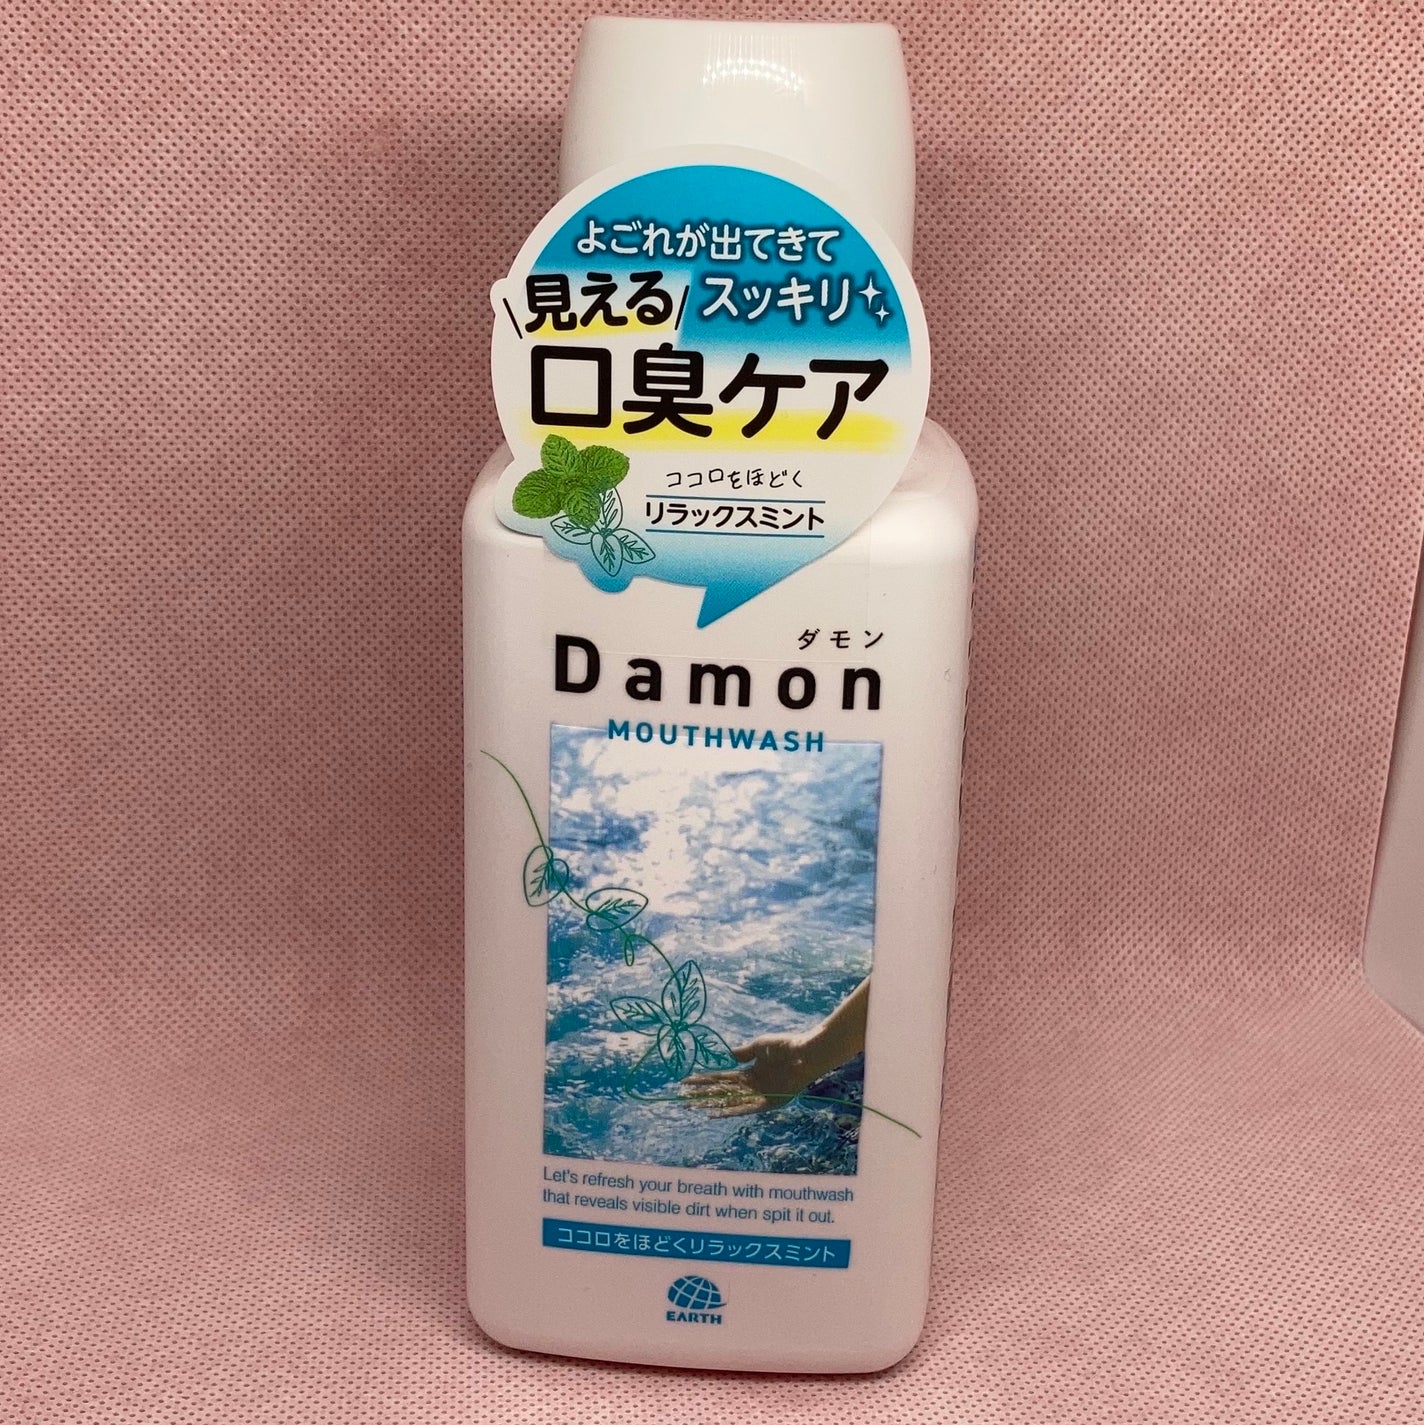 よごれが出てきて
見える スッキリ
口臭ケア
ココロをほどく
リラックスミント
ダモン
Damon
MOUTHWASH
Let's refresh your breath with mouthwash
that reveals visible dirt when spit it out.
ココロをほどくリラックスミント
EARTH